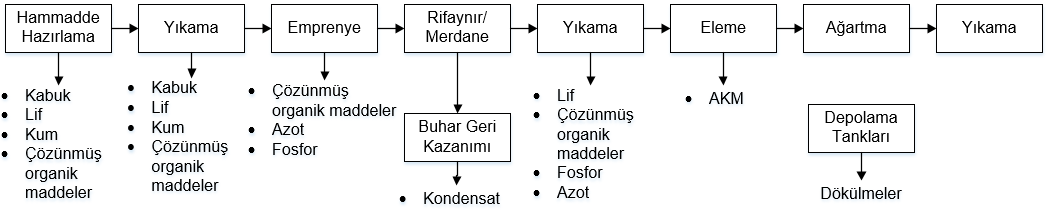 Hammadde
Hazırlama
Yıkama
Emprenye
Rifaynır/
Merdane
Yıkama
Eleme
Ağartma
Yıkama
• Kabuk
• Lif
• Kum
• Çözünmüş
organik
maddeler
• Kabuk
• Lif
• Kum
• Çözünmüş
organik
maddeler
• Çözünmüş
organik maddeler
• Azot
• Fosfor
Buhar Geri
Kazanımı
• Kondensat
• Lif
• Çözünmüş
organik
maddeler
• Fosfor
• Azot
• AKM
Depolama
Tankları
Dökülmeler